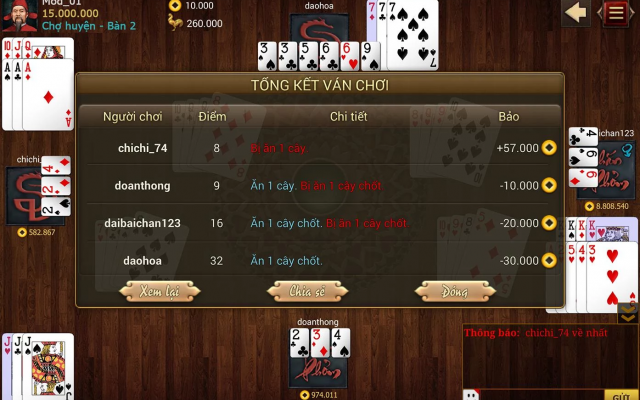 Mod_01
15.000.000
Chợ huyện - Bàn 2
10.000
260.000
daohoa
TỔNG KẾT VÁN CHƠI
Người chơi Điểm Chi tiết Bảo
chichi_74 8 Bị ăn 1 cây. +57.000
doanthong 9 Ăn 1 cây. Bị ăn 1 cây chốt. -10.000
daibaichan123 16 Ăn 1 cây chốt. Bị ăn 1 cây chốt. -20.000
daohoa 32 Ăn 1 cây chốt. -30.000
Xem lại Chia sẻ Đóng
chichi_
582.867
ichan123
8.808.540
doanthong
974.011
Thông báo: chichi_74 về nhất
GỬI